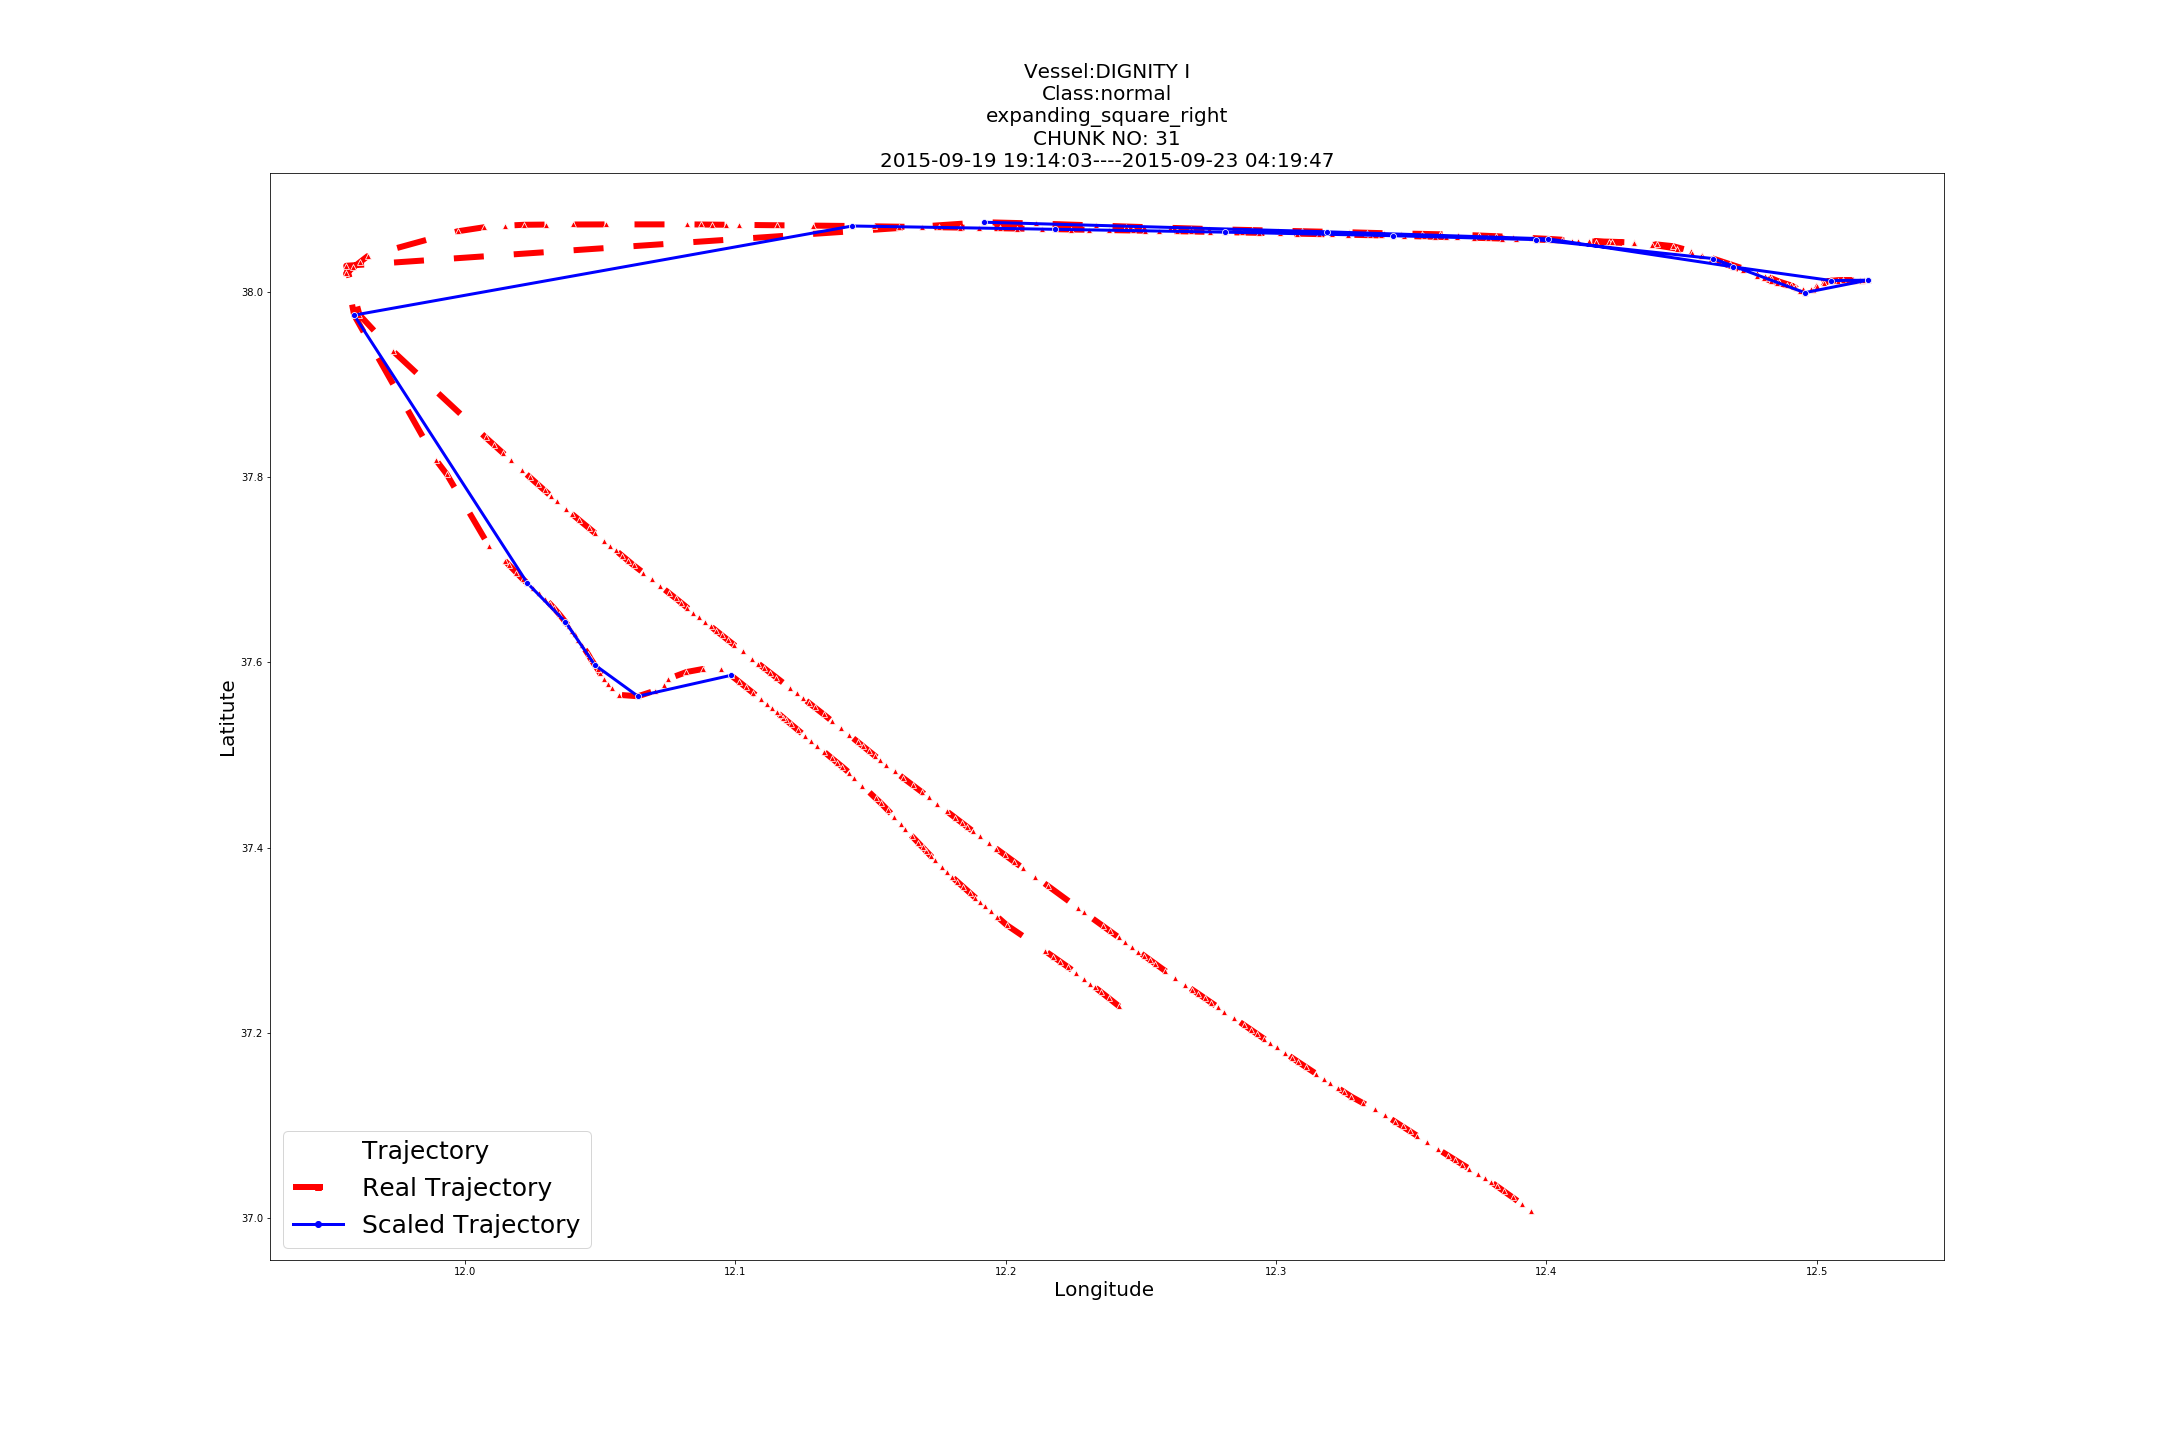 Vessel:DIGNITY I
Class:normal
expanding_square_right
CHUNK NO: 31
2015-09-19 19:14:03----2015-09-23 04:19:47
38.0
37.8
37.6
37.4
37.2
37.0
Latitute
Trajectory
Real Trajectory
Scaled Trajectory
12.0 12.1 12.2 12.3 12.4 12.5
Longitude